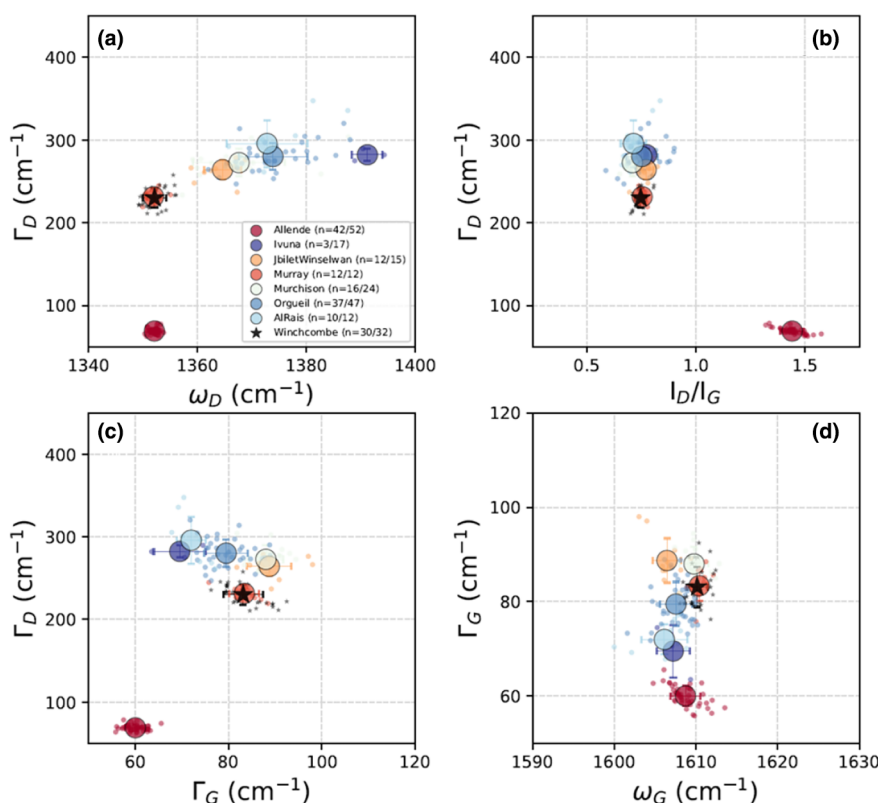 (a)
400
300
200
100
Γ_D (cm⁻¹)
Allende (n=42/52)
Ivuna (n=3/17)
JbiletWinselwan (n=12/15)
Murray (n=12/12)
Murchison (n=16/24)
Orgueil (n=37/47)
AlRais (n=10/12)
Winchcombe (n=30/32)
1340 1360 1380 1400
ω_D (cm⁻¹)
(b)
400
300
200
100
Γ_D (cm⁻¹)
0.5 1.0 1.5
I_D/I_G
(c)
400
300
200
100
Γ_D (cm⁻¹)
60 80 100 120
Γ_G (cm⁻¹)
(d)
120
100
80
60
Γ_G (cm⁻¹)
1590 1600 1610 1620 1630
ω_G (cm⁻¹)